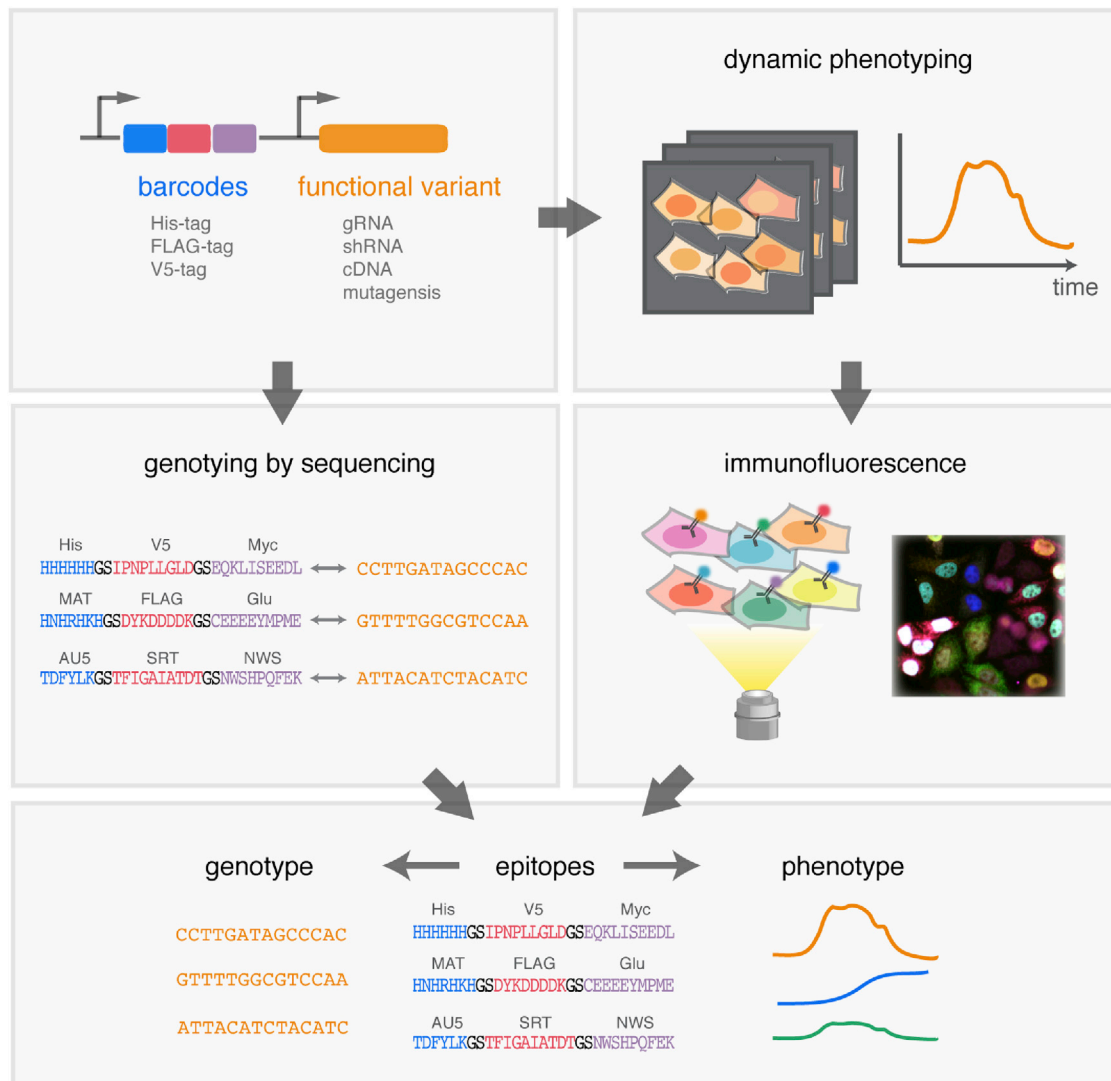 barcodes
His-tag
FLAG-tag
V5-tag
functional variant
gRNA
shRNA
cDNA
mutagensis
dynamic phenotyping
time
genotying by sequencing
His V5 Myc
HHHHHHGSIPNPLLGLDGSEQKLISEEDL CCTTGATAGCCCAC
MAT FLAG Glu
HNHRHKHGSDYKDDDDKGSCEEEEYMPME GTTTTGGCGTCCAA
AU5 SRT NWS
TDFYLKGSTFIGAIATDTGSNWSHPQFEK ATTACATCTACATC
immunofluorescence
genotype
CCTTGATAGCCCAC
GTTTTGGCGTCCAA
ATTACATCTACATC
epitopes
His V5 Myc
HHHHHHGSIPNPLLGLDGSEQKLISEEDL
MAT FLAG Glu
HNHRHKHGSDYKDDDDKGSCEEEEYMPME
AU5 SRT NWS
TDFYLKGSTFIGAIATDTGSNWSHPQFEK
phenotype